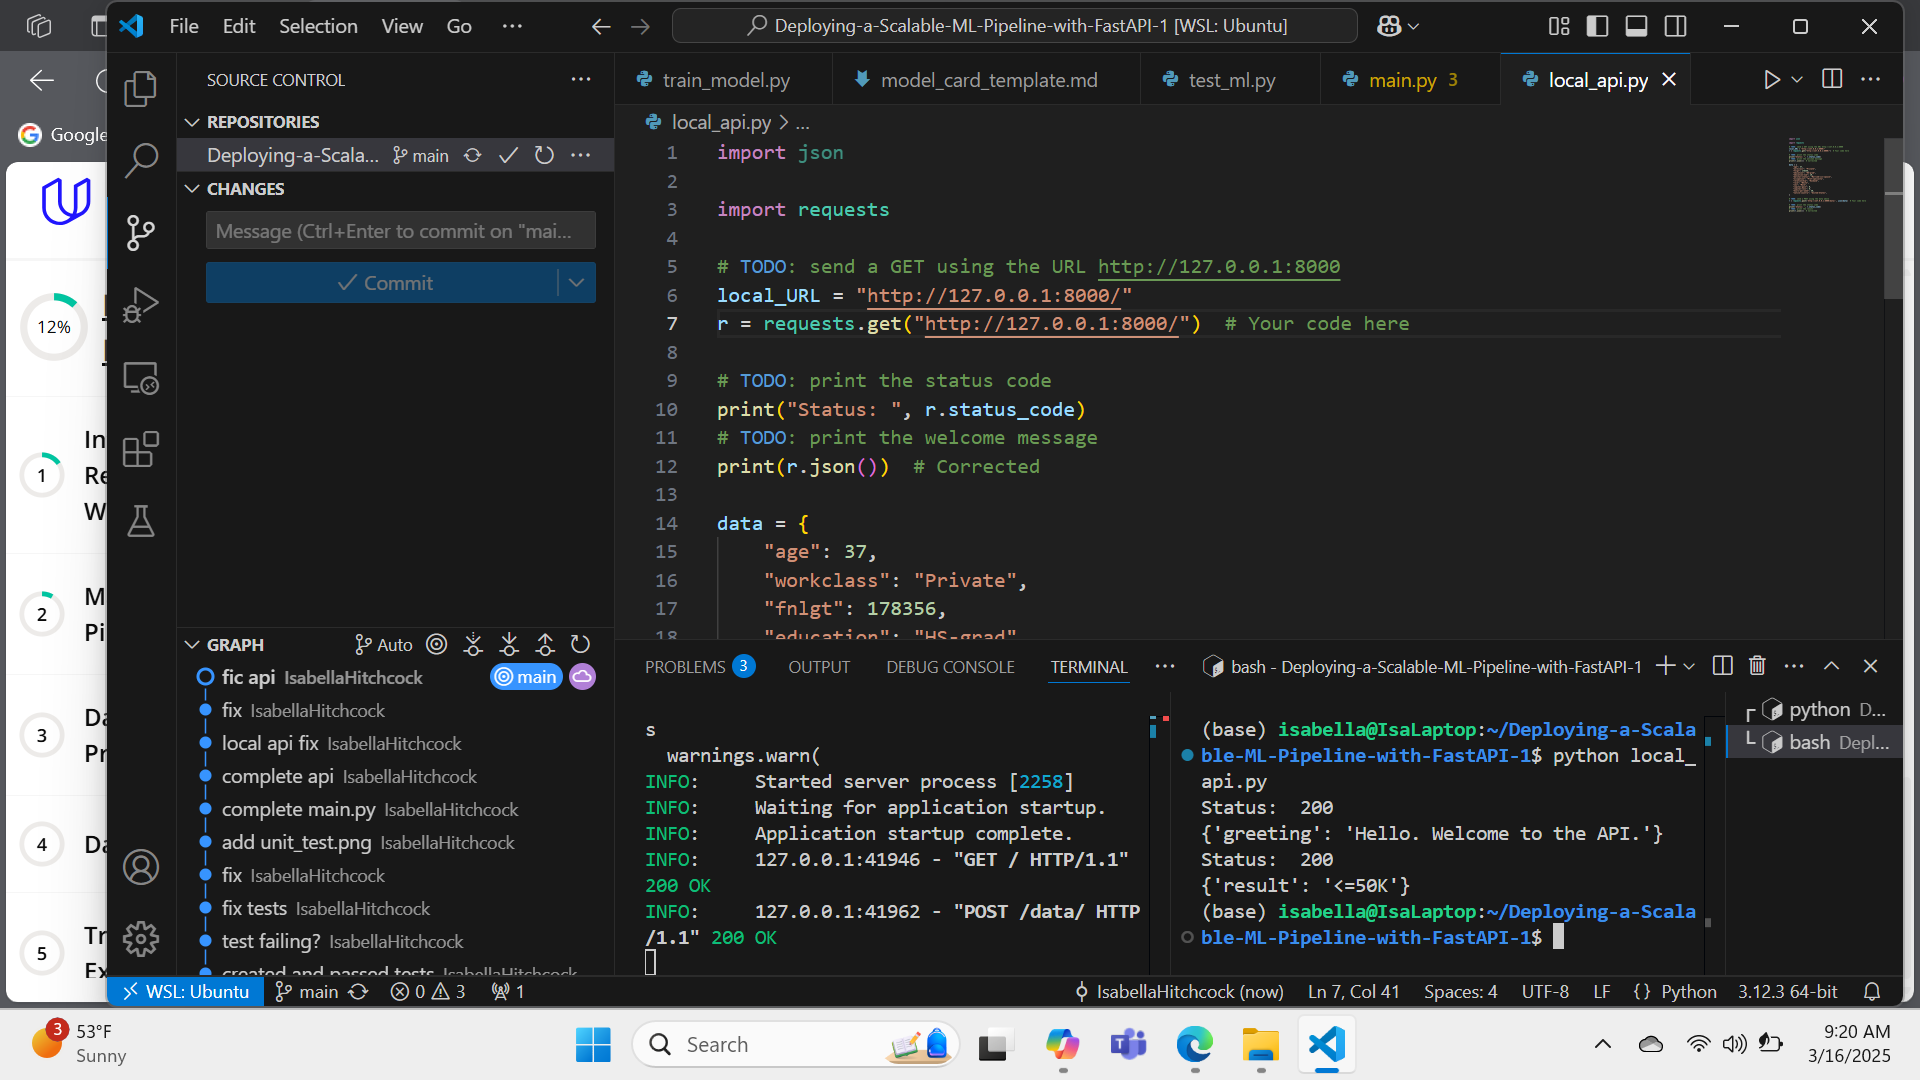 File Edit Selection View Go ...
Deploying-a-Scalable-ML-Pipeline-with-FastAPI-1 [WSL: Ubuntu]
Google
12%
1
In
Re
W
2
M
Pi
3
Da
Pr
4
Da
5
Tr
Ex
SOURCE CONTROL
REPOSITORIES
Deploying-a-Scala... main
CHANGES
Message (Ctrl+Enter to commit on "mai...
Commit
GRAPH Auto
fic api IsabellaHitchcock main
fix IsabellaHitchcock
local api fix IsabellaHitchcock
complete api IsabellaHitchcock
complete main.py IsabellaHitchcock
add unit_test.png IsabellaHitchcock
fix IsabellaHitchcock
fix tests IsabellaHitchcock
test failing? IsabellaHitchcock
created and passed tests IsabellaHitchcock
train_model.py model_card_template.md test_ml.py main.py 3 local_api.py
local_api.py > ...
1 import json
2
3 import requests
4
5 # TODO: send a GET using the URL http://127.0.0.1:8000
6 local_URL = "http://127.0.0.1:8000/"
7 r = requests.get("http://127.0.0.1:8000/")  # Your code here
8
9 # TODO: print the status code
10 print("Status: ", r.status_code)
11 # TODO: print the welcome message
12 print(r.json())  # Corrected
13
14 data = {
15     "age": 37,
16     "workclass": "Private",
17     "fnlgt": 178356,
18     "education": "HS-grad"
PROBLEMS 3 OUTPUT DEBUG CONSOLE TERMINAL ... bash - Deploying-a-Scalable-ML-Pipeline-with-FastAPI-1
s
  warnings.warn(
INFO:     Started server process [2258]
INFO:     Waiting for application startup.
INFO:     Application startup complete.
INFO:     127.0.0.1:41946 - "GET / HTTP/1.1"
200 OK
INFO:     127.0.0.1:41962 - "POST /data/ HTTP
/1.1" 200 OK
(base) isabella@IsaLaptop:~/Deploying-a-Scala
ble-ML-Pipeline-with-FastAPI-1$ python local_
api.py
Status:  200
{'greeting': 'Hello. Welcome to the API.'}
Status:  200
{'result': '<=50K'}
(base) isabella@IsaLaptop:~/Deploying-a-Scala
ble-ML-Pipeline-with-FastAPI-1$
python D...
bash Depl...
WSL: Ubuntu main 0 3 1 IsabellaHitchcock (now) Ln 7, Col 41 Spaces: 4 UTF-8 LF {} Python 3.12.3 64-bit
3
53°F
Sunny
Search
9:20 AM
3/16/2025